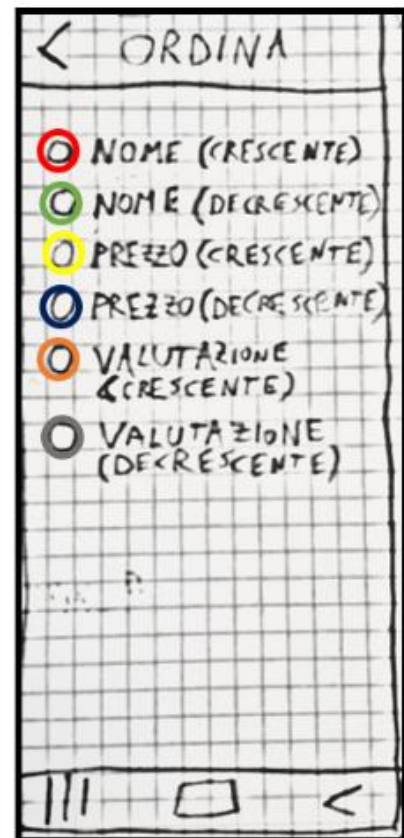 < ORDINA
NOME (CRESCENTE)
NOME (DECRESCENTE)
PREZZO (CRESCENTE)
PREZZO (DECRESCENTE)
VALUTAZIONE
(CRESCENTE)
VALUTAZIONE
(DECRESCENTE)